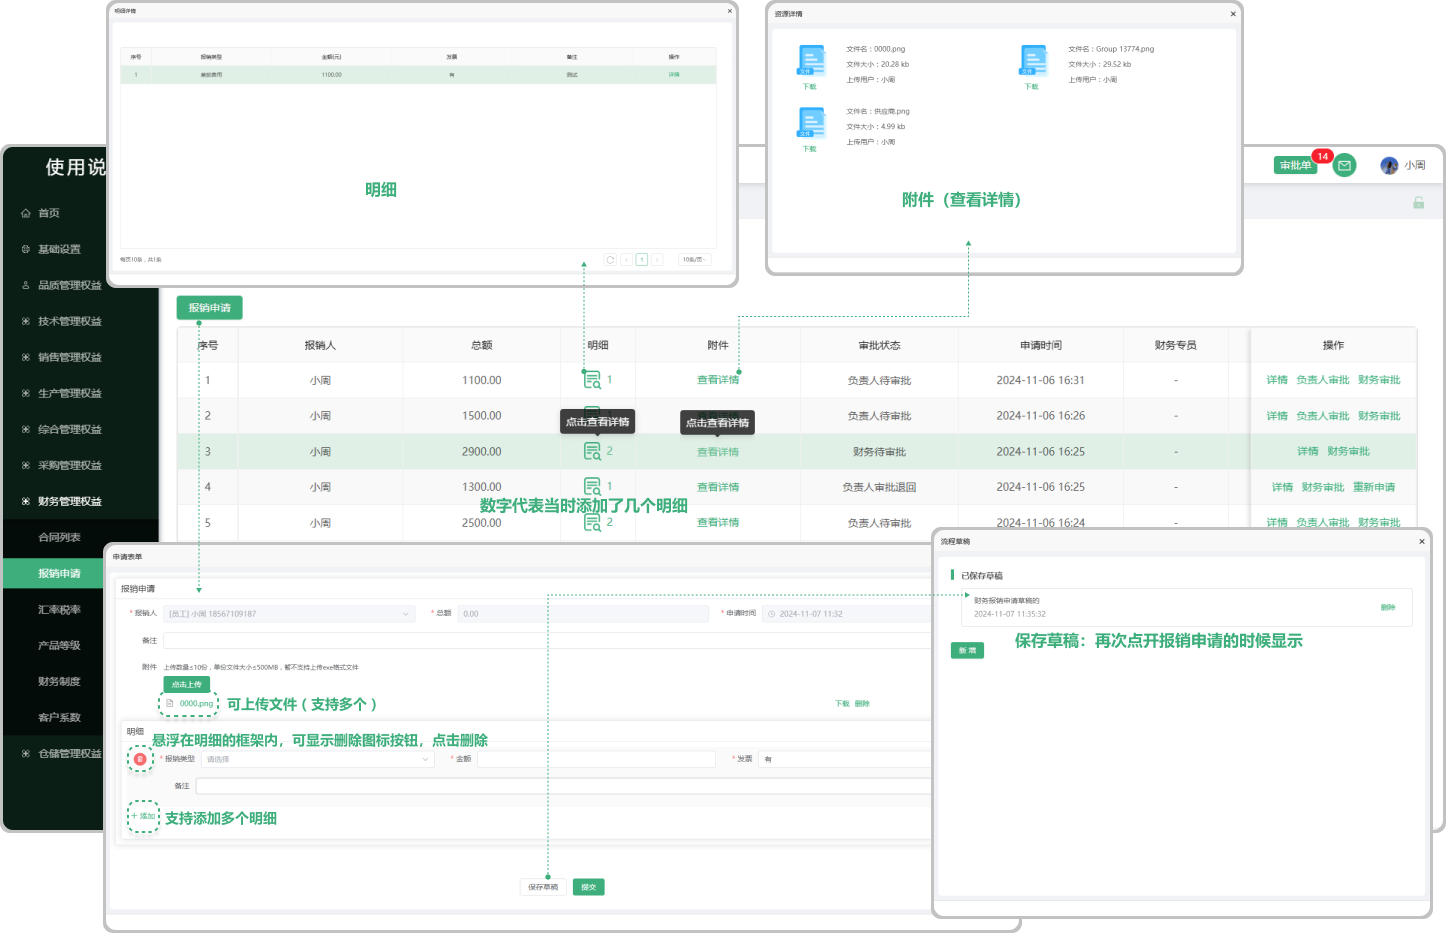 明细详情
×
序号 报销类型 金额(元) 发票 备注 操作
1 差旅费用 1100.00 有 测试 详情
明细
每页10条，共1条
1
10条/页
资源详情
×
文件
下载
文件名：0000.png
文件大小：20.28 kb
上传用户：小周
文件
下载
文件名：Group 13774.png
文件大小：29.52 kb
上传用户：小周
文件
下载
文件名：供应商.png
文件大小：4.99 kb
上传用户：小周
附件（查看详情）
使用说
审批单
14
小周
首页
基础设置
品质管理权益
技术管理权益
销售管理权益
生产管理权益
综合管理权益
采购管理权益
财务管理权益
合同列表
报销申请
汇率税率
产品等级
财务制度
客户系数
仓储管理权益
报销申请
序号 报销人 总额 明细 附件 审批状态 申请时间 财务专员 操作
1 小周 1100.00 1 查看详情 负责人待审批 2024-11-06 16:31 - 详情 负责人审批 财务审批
2 小周 1500.00 负责人待审批 2024-11-06 16:26 - 详情 负责人审批 财务审批
点击查看详情 点击查看详情
3 小周 2900.00 2 查看详情 财务待审批 2024-11-06 16:25 - 详情 财务审批
4 小周 1300.00 1 查看详情 负责人审批退回 2024-11-06 16:25 - 详情 财务审批 重新申请
数字代表当时添加了几个明细
5 小周 2500.00 2 查看详情 负责人待审批 2024-11-06 16:24 - 详情 负责人审批 财务审批
申请表单
报销申请
* 报销人 [员工] 小周 18567109187 * 总额 0.00 * 申请时间 2024-11-07 11:32
备注
附件 上传数量≤10份，单份文件大小≤500MB，暂不支持上传exe格式文件
点击上传
0000.png 可上传文件（支持多个） 下载 删除
明细
悬浮在明细的框架内，可显示删除图标按钮，点击删除
* 报销类型 请选择 * 金额 * 发票 有
备注
+ 添加 支持添加多个明细
保存草稿 提交
流程草稿
×
已保存草稿
财务报销申请草稿的
2024-11-07 11:35:32
删除
新 增
保存草稿：再次点开报销申请的时候显示